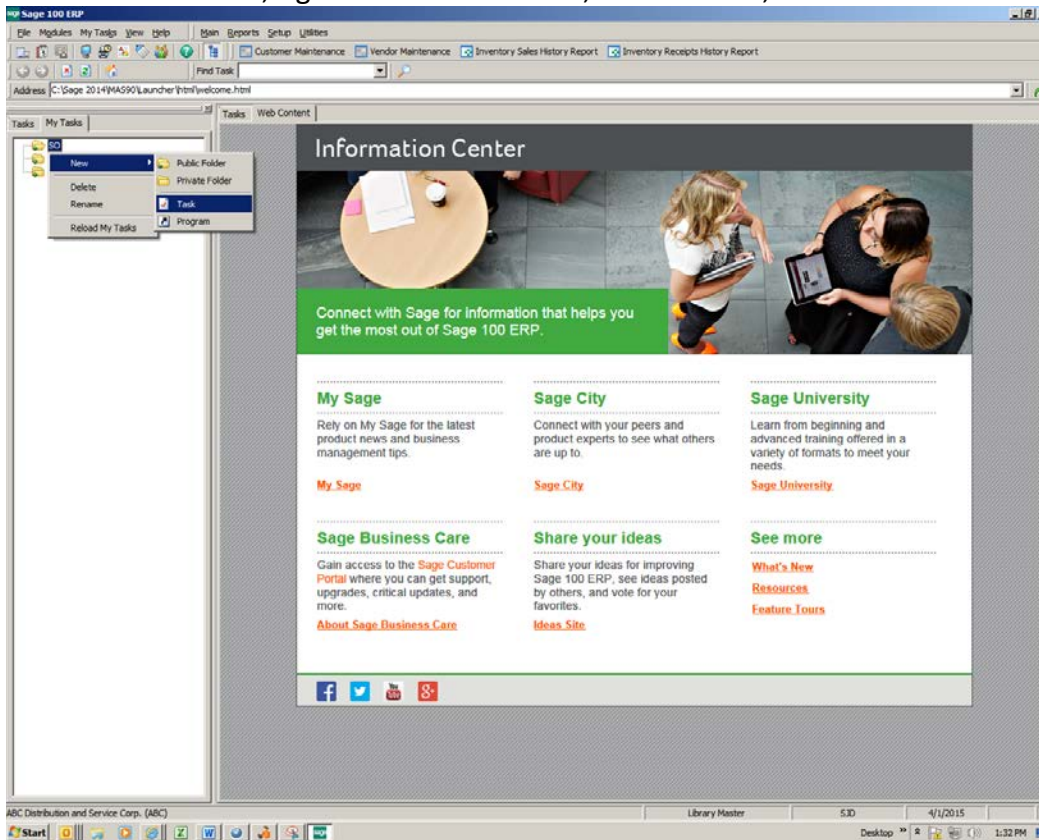 Sage 100 ERP
File Modules My Tasks View Help Main Reports Setup Utilities
Customer Maintenance Vendor Maintenance Inventory Sales History Report Inventory Receipts History Report
Find Task
Address C:\Sage 2014\MAS90\Launcher\html\welcome.html
Tasks My Tasks
Tasks Web Content
SO
New
Delete
Rename
Reload My Tasks
Public Folder
Private Folder
Task
Program
Information Center
Connect with Sage for information that helps you
get the most out of Sage 100 ERP.
My Sage
Rely on My Sage for the latest
product news and business
management tips.
My Sage
Sage City
Connect with your peers and
product experts to see what others
are up to.
Sage City
Sage University
Learn from beginning and
advanced training offered in a
variety of formats to meet your
needs.
Sage University
Sage Business Care
Gain access to the Sage Customer
Portal where you can get support,
upgrades, critical updates, and
more.
About Sage Business Care
Share your ideas
Share your ideas for improving
Sage 100 ERP, see ideas posted
by others, and vote for your
favorites.
Ideas Site
See more
What's New
Resources
Feature Tours
ABC Distribution and Service Corp. (ABC) Library Master SJD 4/1/2015
Start Desktop 1:32 PM